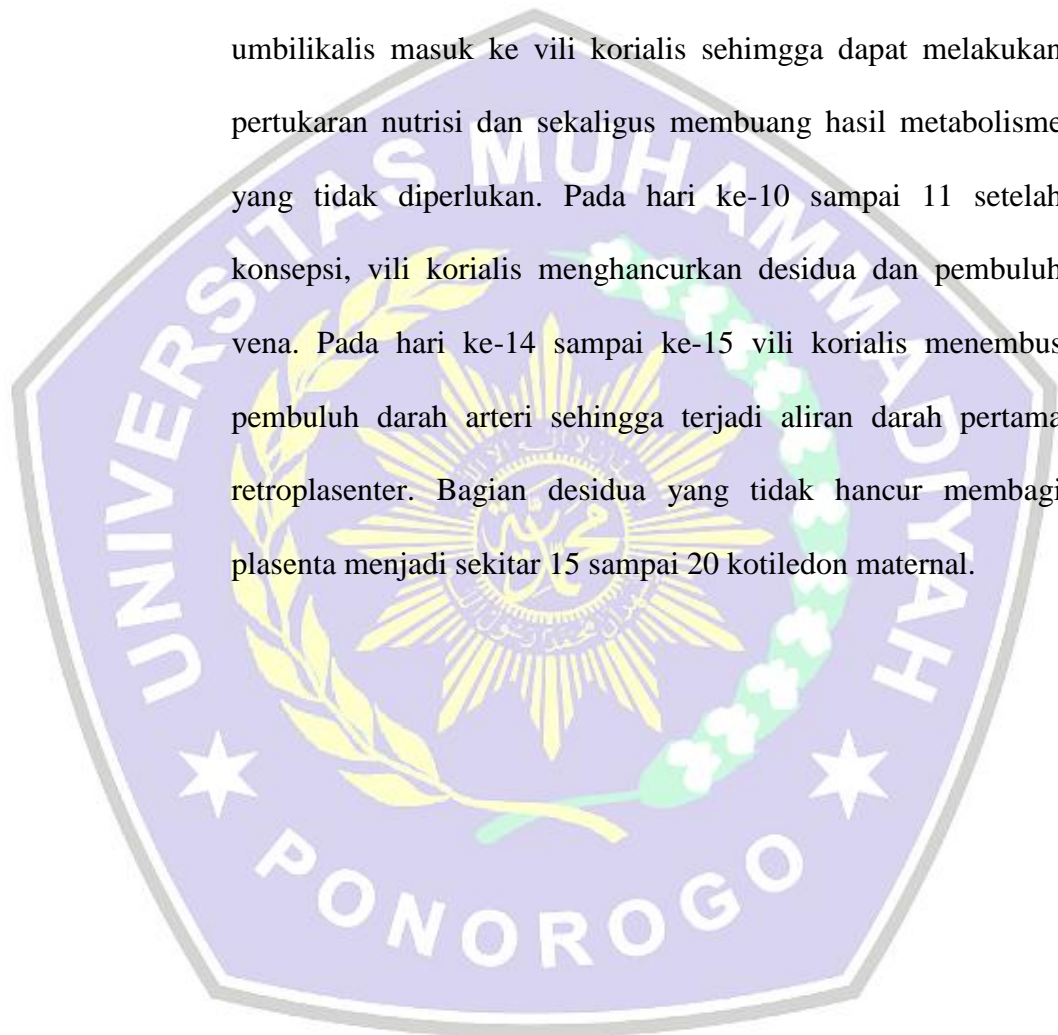 umbilikalis masuk ke vili korialis sehimgga dapat melakukan
pertukaran nutrisi dan sekaligus membuang hasil metabolisme
yang tidak diperlukan. Pada hari ke-10 sampai 11 setelah
konsepsi, vili korialis menghancurkan desidua dan pembuluh
vena. Pada hari ke-14 sampai ke-15 vili korialis menembus
pembuluh darah arteri sehingga terjadi aliran darah pertama
retroplasenter. Bagian desidua yang tidak hancur membagi
plasenta menjadi sekitar 15 sampai 20 kotiledon maternal.
UNIVERSITAS MUHAMMADIYAH
PONOROGO